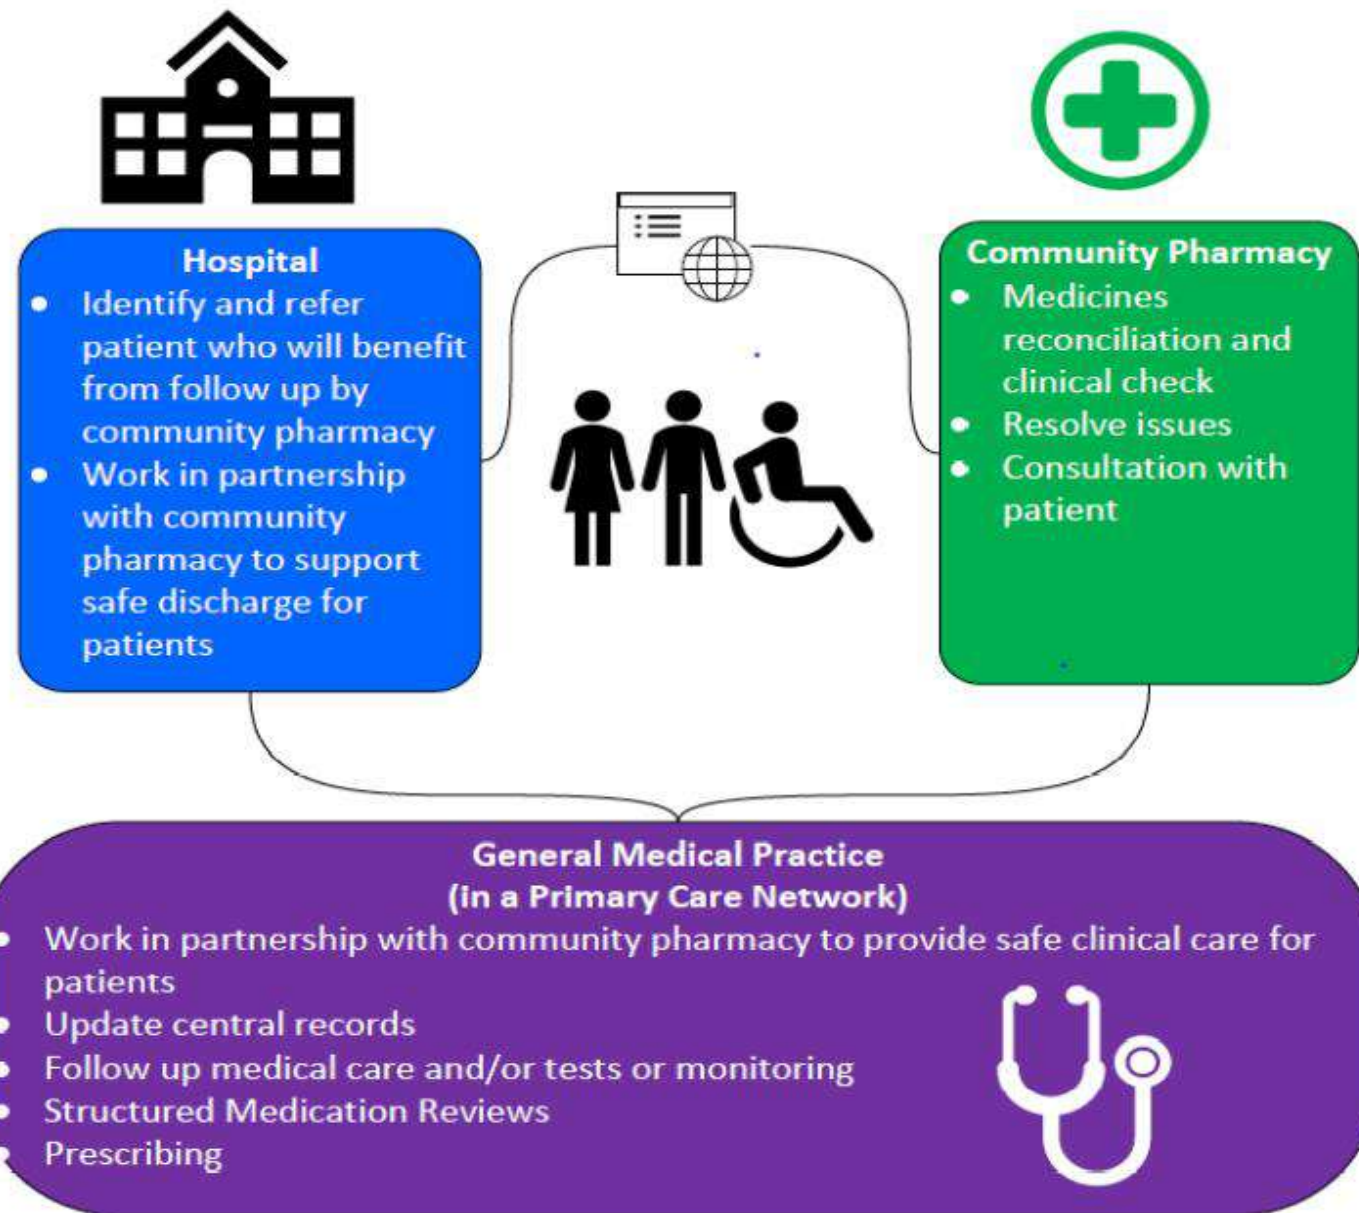 Hospital
• Identify and refer
patient who will benefit
from follow up by
community pharmacy
• Work in partnership
with community
pharmacy to support
safe discharge for
patients
Community Pharmacy
• Medicines
reconciliation and
clinical check
• Resolve issues
• Consultation with
patient
General Medical Practice
(in a Primary Care Network)
• Work in partnership with community pharmacy to provide safe clinical care for
patients
• Update central records
• Follow up medical care and/or tests or monitoring
• Structured Medication Reviews
• Prescribing